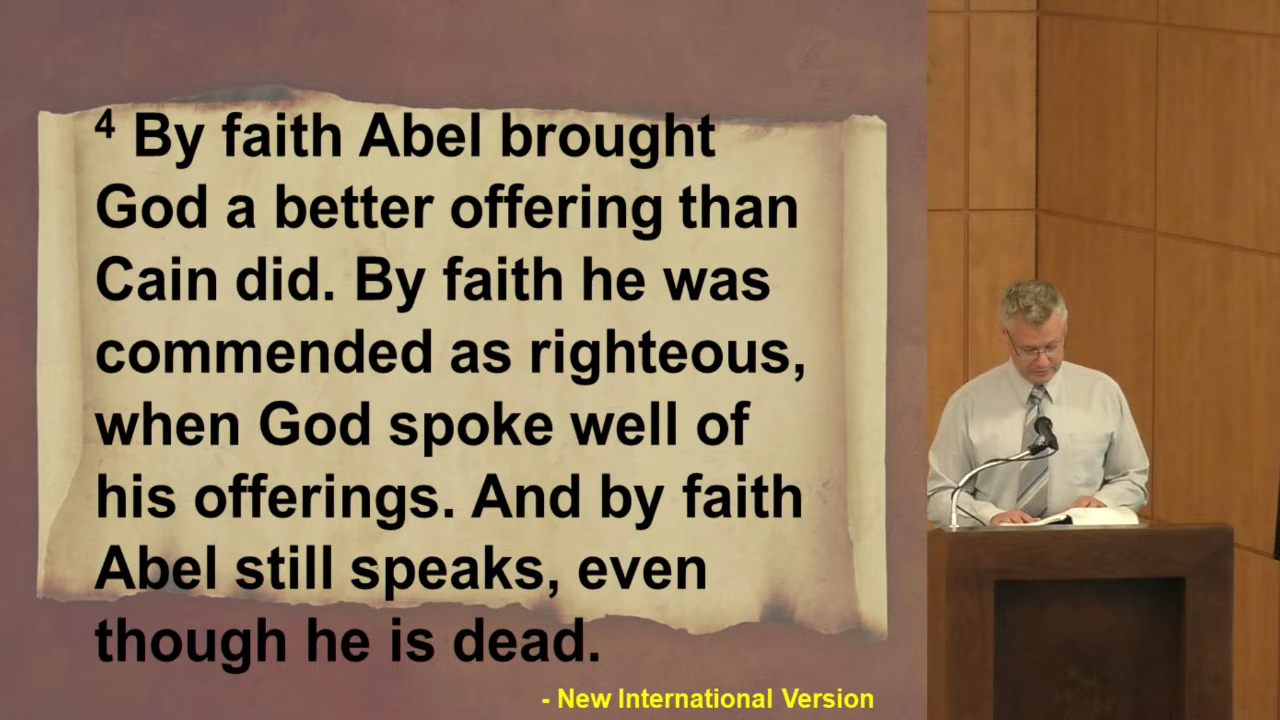 4 By faith Abel brought
God a better offering than
Cain did. By faith he was
commended as righteous,
when God spoke well of
his offerings. And by faith
Abel still speaks, even
though he is dead.
- New International Version